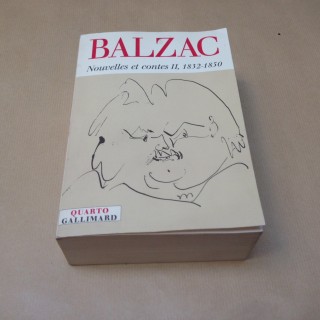 BALZAC
Nouvelles et contes II, 1832-1850
QUARTO
GALLIMARD